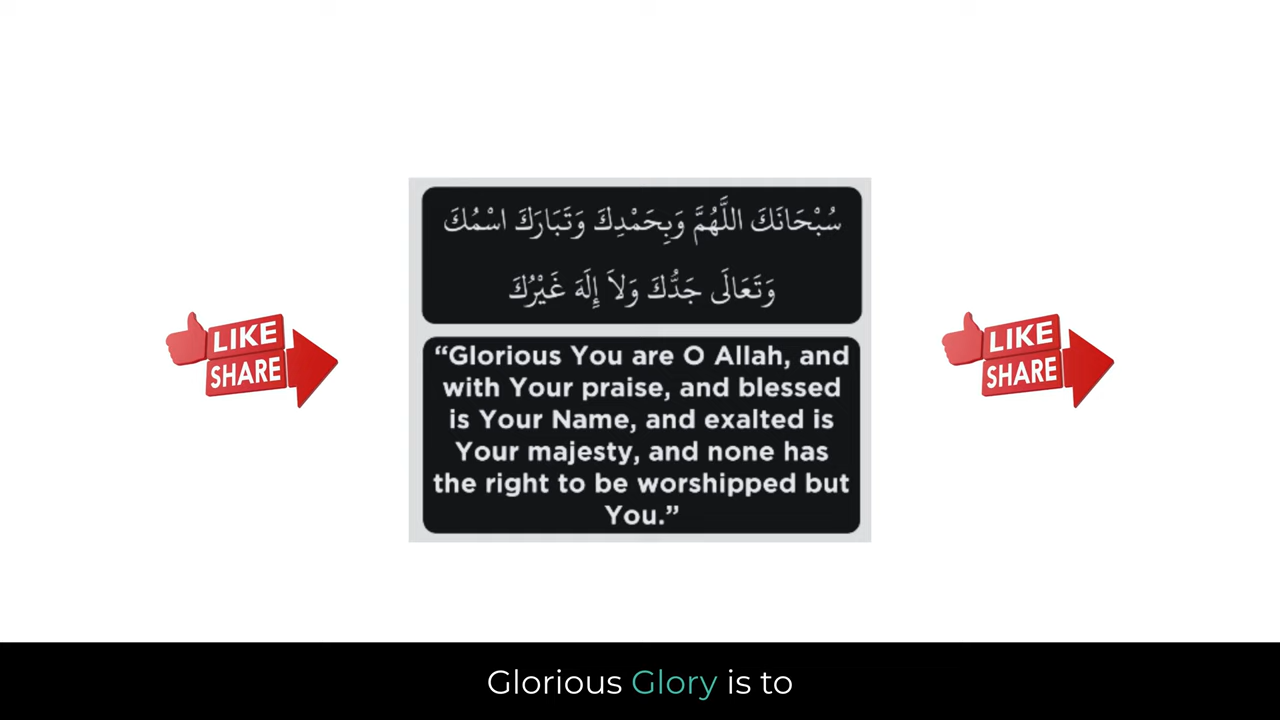 سُبْحَانَكَ اللَّهُمَّ وَبِحَمْدِكَ وَتَبَارَكَ اسْمُكَ
وَتَعَالَى جَدُّكَ وَلاَ إِلَهَ غَيْرُكَ
LIKE
SHARE
“Glorious You are O Allah, and
with Your praise, and blessed
is Your Name, and exalted is
Your majesty, and none has
the right to be worshipped but
You.”
LIKE
SHARE
Glorious Glory is to